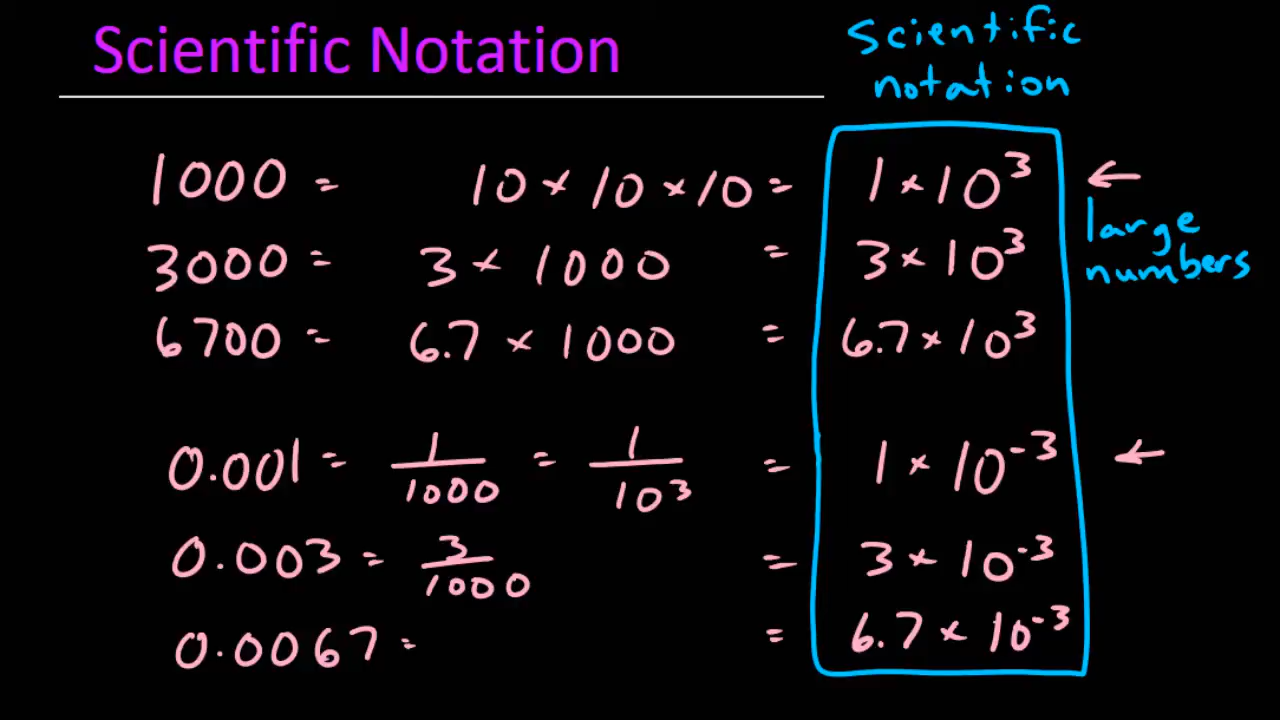 Scientific Notation
Scientific
notation
1000 = 10 × 10 × 10 = 1 × 10³
large
numbers
3000 = 3 × 1000 = 3 × 10³
6700 = 6.7 × 1000 = 6.7 × 10³
0.001 = 1/1000 = 1/10³ = 1 × 10⁻³
0.003 = 3/1000 = 3 × 10⁻³
0.0067 = = 6.7 × 10⁻³